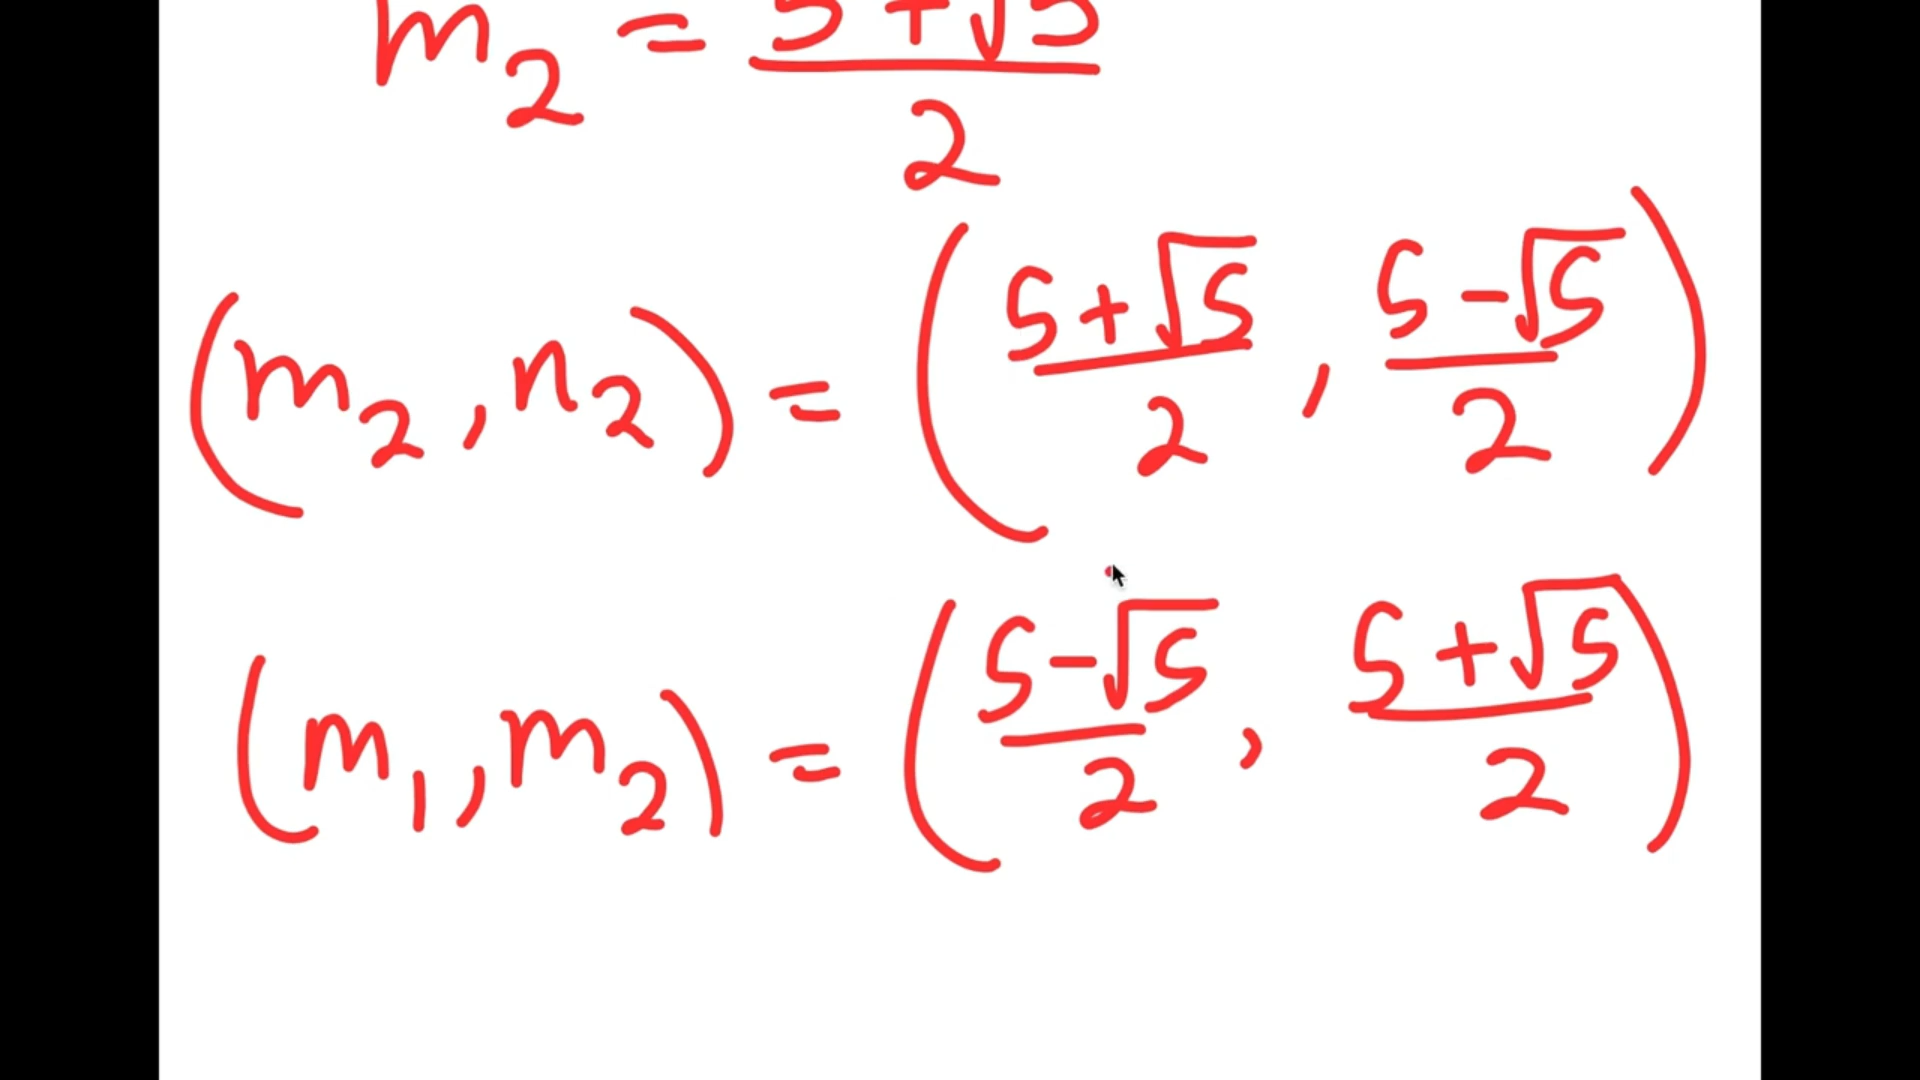 m₂ = (5 + √5)/2
(m₂, n₂) = ((5 + √5)/2, (5 - √5)/2)
(m₁, m₂) = ((5 - √5)/2, (5 + √5)/2)